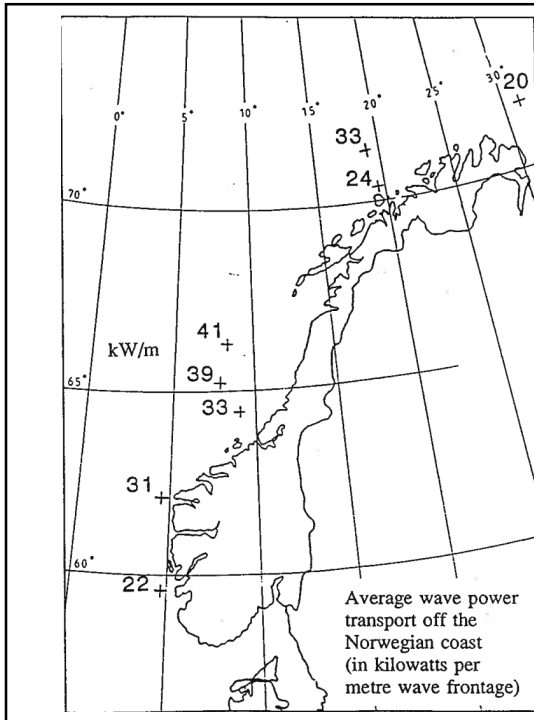 30° 20
25°
20°
15°
10°
5°
0°
33
24
70°
41
kW/m
39
65°
33
31
60°
22
Average wave power
transport off the
Norwegian coast
(in kilowatts per
metre wave frontage)